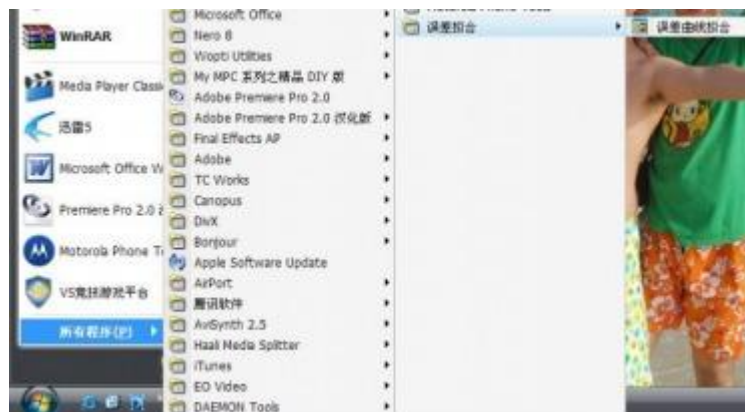 WinRAR
Media Player Classi
迅雷5
Microsoft Office W
Premiere Pro 2.0
Motorola Phone T
VS竞技游戏平台
所有程序(P)
Microsoft Office
Nero 8
Wopti Utilities
My MPC 系列之精品 DIY 版
Adobe Premiere Pro 2.0
Adobe Premiere Pro 2.0 汉化版
Final Effects AP
Adobe
TC Works
Canopus
DivX
Bonjour
Apple Software Update
AirPort
腾讯软件
AviSynth 2.5
Haali Media Splitter
iTunes
EO Video
DAEMON Tools
误差拟合
误差曲线拟合